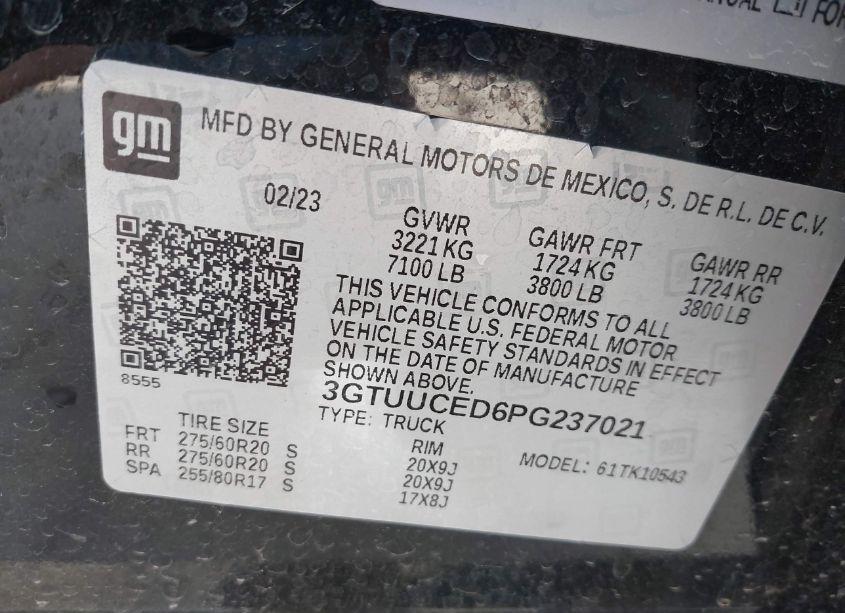 MANUAL FOR
gm
MFD BY GENERAL MOTORS DE MEXICO, S. DE R.L. DE C.V.
02/23
GVWR GAWR FRT GAWR RR
3221 KG 1724 KG 1724 KG
7100 LB 3800 LB 3800 LB
THIS VEHICLE CONFORMS TO ALL
APPLICABLE U.S. FEDERAL MOTOR
VEHICLE SAFETY STANDARDS IN EFFECT
ON THE DATE OF MANUFACTURE
SHOWN ABOVE.
8555
3GTUUCED6PG237021
TYPE: TRUCK
TIRE SIZE RIM MODEL: 61TK10543
FRT 275/60R20 S 20X9J
RR 275/60R20 S 20X9J
SPA 255/80R17 S 17X8J